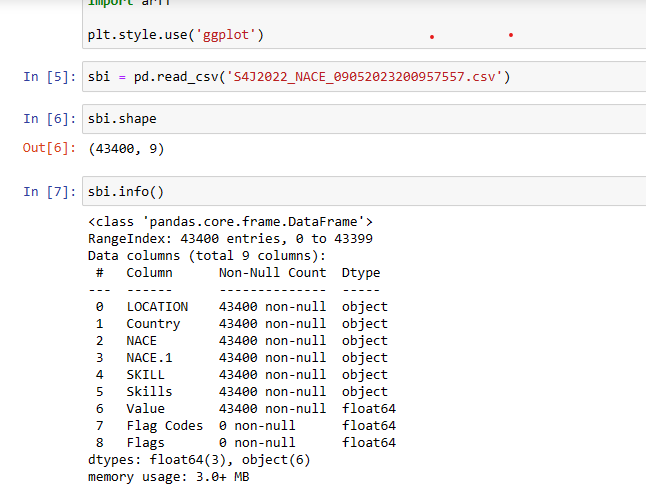 import arff
plt.style.use('ggplot')
In [5]: sbi = pd.read_csv('S4J2022_NACE_09052023200957557.csv')
In [6]: sbi.shape
Out[6]: (43400, 9)
In [7]: sbi.info()
<class 'pandas.core.frame.DataFrame'>
RangeIndex: 43400 entries, 0 to 43399
Data columns (total 9 columns):
# Column Non-Null Count Dtype
--- ------ -------------- -----
0 LOCATION 43400 non-null object
1 Country 43400 non-null object
2 NACE 43400 non-null object
3 NACE.1 43400 non-null object
4 SKILL 43400 non-null object
5 Skills 43400 non-null object
6 Value 43400 non-null float64
7 Flag Codes 0 non-null float64
8 Flags 0 non-null float64
dtypes: float64(3), object(6)
memory usage: 3.0+ MB